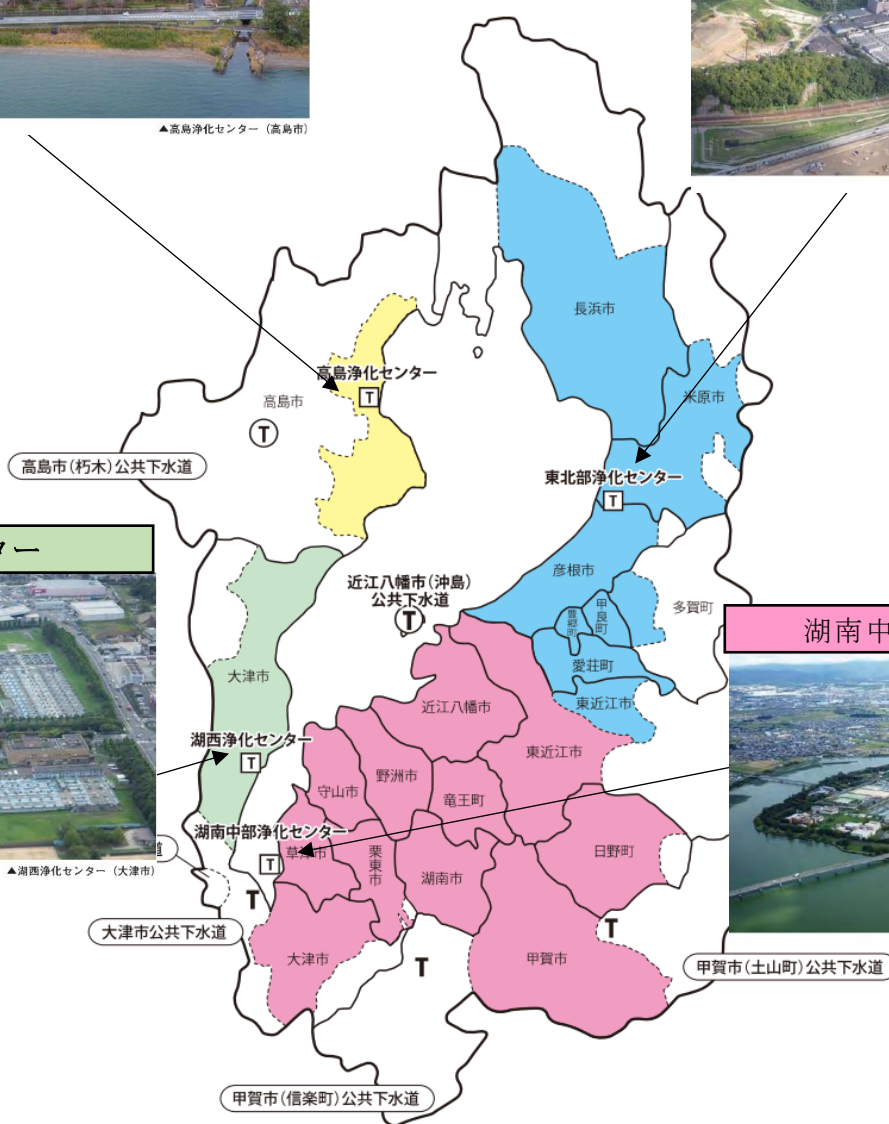 ▲高島浄化センター（高島市）
長浜市
高島浄化センター
T
米原市
高島市
T
高島市(朽木)公共下水道
東北部浄化センター
T
ター
彦根市
近江八幡市(沖島)
公共下水道
T
豊郷町
甲良町
多賀町
湖南中
愛荘町
大津市
東近江市
近江八幡市
湖西浄化センター
T
東近江市
守山市
野洲市
竜王町
湖南中部浄化センター
T
草津市
栗東市
日野町
道
▲湖西浄化センター（大津市）
湖南市
T
大津市公共下水道
T
大津市
甲賀市
T
甲賀市(土山町)公共下水道
甲賀市(信楽町)公共下水道